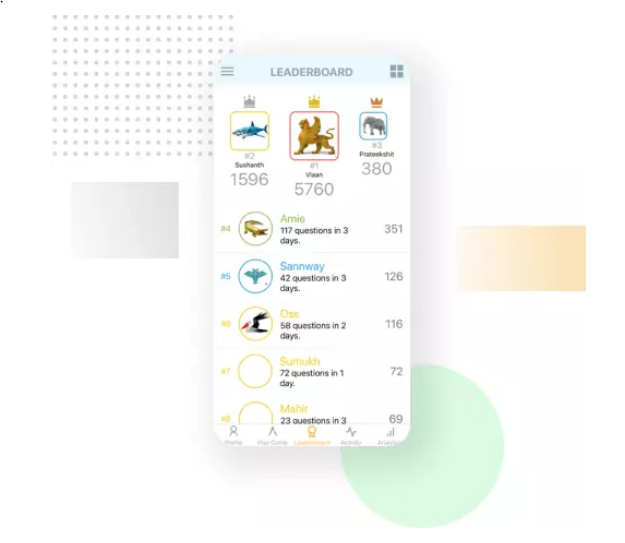 LEADERBOARD
#2
Sushanth
1596
#1
Viaan
5760
#3
Prateekshit
380
#4
Amie
117 questions in 3
days.
351
#5
Sannway
42 questions in 3
days.
126
#6
Oss
58 questions in 2
days.
116
#7
Sumukh
72 questions in 1
day.
72
#8
Mahir
23 questions in 3
69
Profile
Play Game
Leaderboard
Activity
Analytics